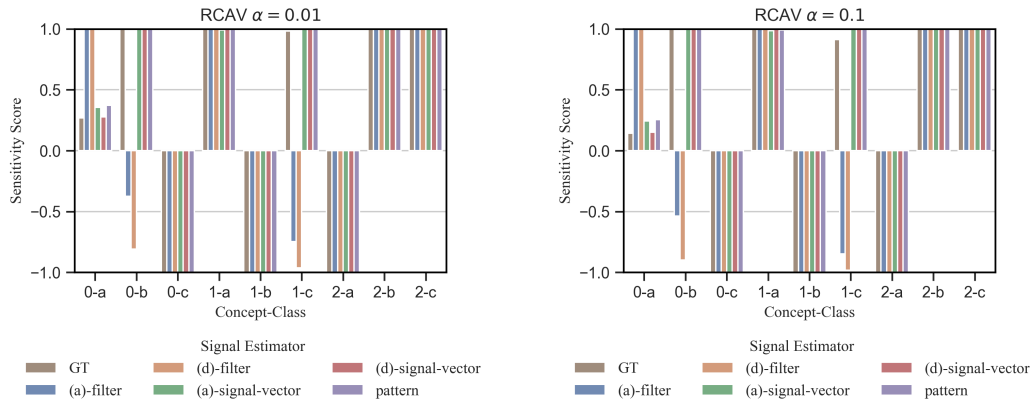 RCAV α = 0.01
Sensitivity Score
1.0
0.5
0.0
−0.5
−1.0
0-a 0-b 0-c 1-a 1-b 1-c 2-a 2-b 2-c
Concept-Class
Signal Estimator
GT (d)-filter (d)-signal-vector
(a)-filter (a)-signal-vector pattern
RCAV α = 0.1
Sensitivity Score
1.0
0.5
0.0
−0.5
−1.0
0-a 0-b 0-c 1-a 1-b 1-c 2-a 2-b 2-c
Concept-Class
Signal Estimator
GT (d)-filter (d)-signal-vector
(a)-filter (a)-signal-vector pattern